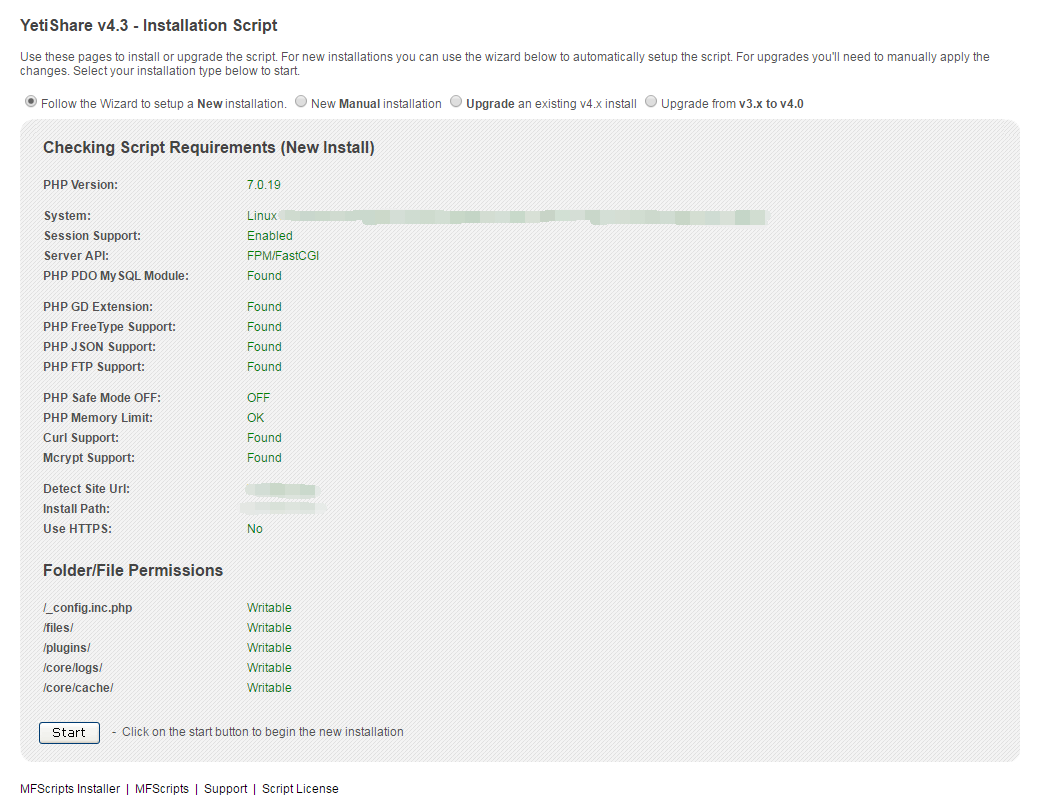 YetiShare v4.3 - Installation Script
Use these pages to install or upgrade the script. For new installations you can use the wizard below to automatically setup the script. For upgrades you'll need to manually apply the
changes. Select your installation type below to start.
Follow the Wizard to setup a New installation. New Manual installation Upgrade an existing v4.x install Upgrade from v3.x to v4.0
Checking Script Requirements (New Install)
PHP Version: 7.0.19
System: Linux
Session Support: Enabled
Server API: FPM/FastCGI
PHP PDO MySQL Module: Found
PHP GD Extension: Found
PHP FreeType Support: Found
PHP JSON Support: Found
PHP FTP Support: Found
PHP Safe Mode OFF: OFF
PHP Memory Limit: OK
Curl Support: Found
Mcrypt Support: Found
Detect Site Url:
Install Path:
Use HTTPS: No
Folder/File Permissions
/_config.inc.php Writable
/files/ Writable
/plugins/ Writable
/core/logs/ Writable
/core/cache/ Writable
Start - Click on the start button to begin the new installation
MFScripts Installer | MFScripts | Support | Script License